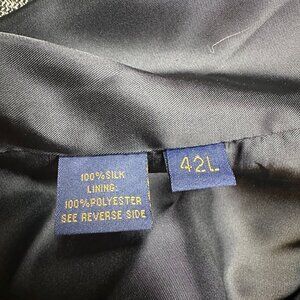 100%SILK
LINING:
100%POLYESTER
SEE REVERSE SIDE
42L